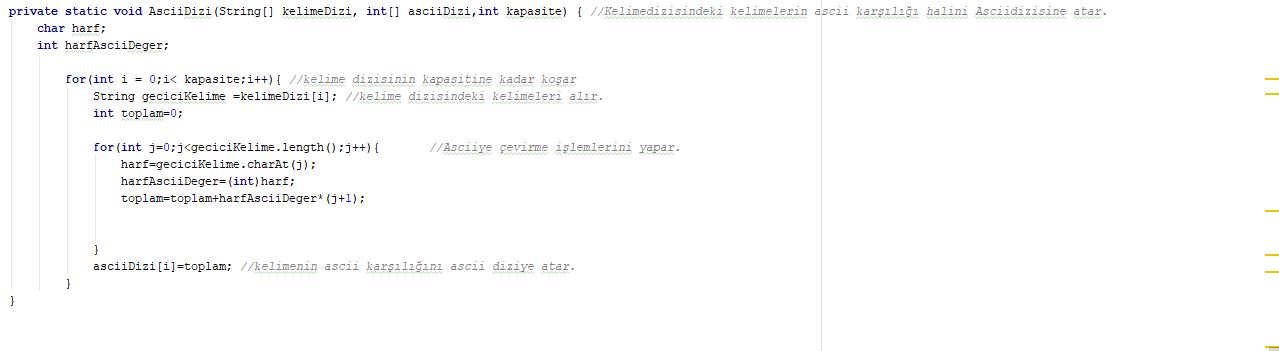 private static void AsciiDizi(String[] kelimeDizi, int[] asciiDizi,int kapasite) { //Kelimedizisindeki kelimelerin ascii karşılığı halini Asciidizisine atar.
char harf;
int harfAsciiDeger;
for(int i = 0;i< kapasite;i++){ //kelime dizisinin kapasitine kadar koşar
String geciciKelime =kelimeDizi[i]; //kelime dizisindeki kelimeleri alır.
int toplam=0;
for(int j=0;j<geciciKelime.length();j++){ //Asciiye çevirme işlemlerini yapar.
harf=geciciKelime.charAt(j);
harfAsciiDeger=(int)harf;
toplam=toplam+harfAsciiDeger*(j+1);
}
asciiDizi[i]=toplam; //kelimenin ascii karşılığını ascii diziye atar.
}
}